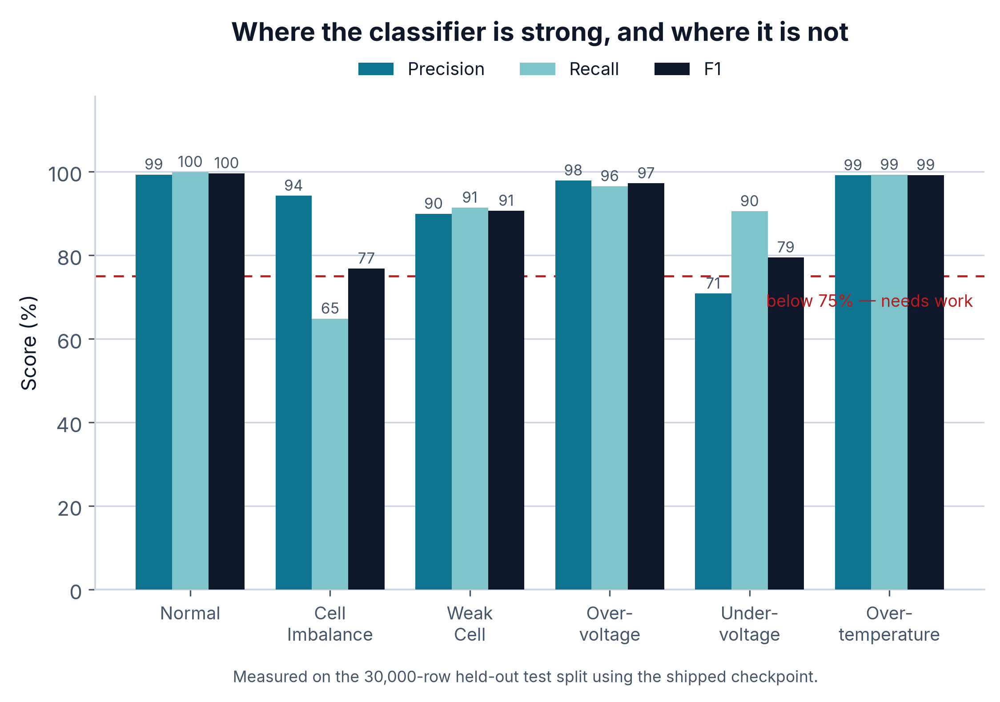 Where the classifier is strong, and where it is not
Precision Recall F1
Score (%)
100
80
60
40
20
0
99 100 100
94 65 77
90 91 91
98 96 97
71 90 79
99 99 99
below 75% — needs work
Normal
Cell
Imbalance
Weak
Cell
Over-
voltage
Under-
voltage
Over-
temperature
Measured on the 30,000-row held-out test split using the shipped checkpoint.